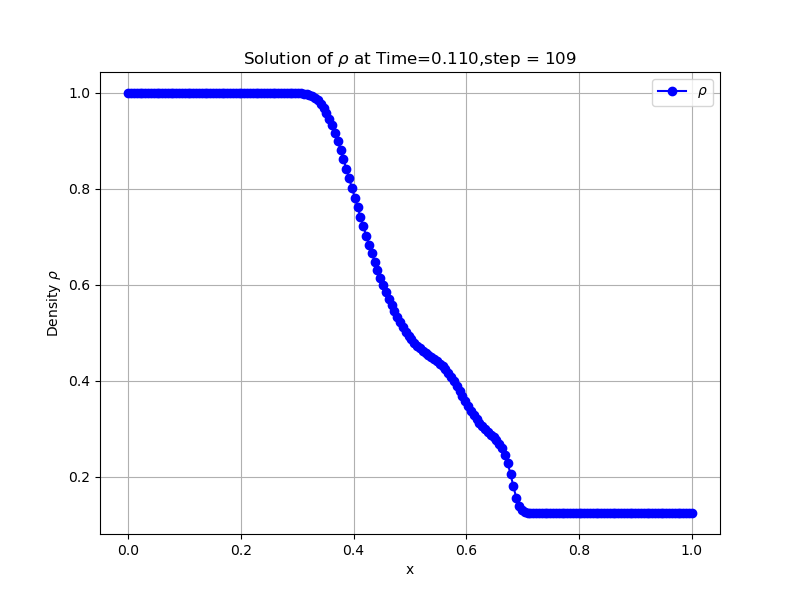 Solution of ρ at Time=0.110,step = 109
ρ
1.0
0.8
0.6
0.4
0.2
Density ρ
0.0 0.2 0.4 0.6 0.8 1.0
x